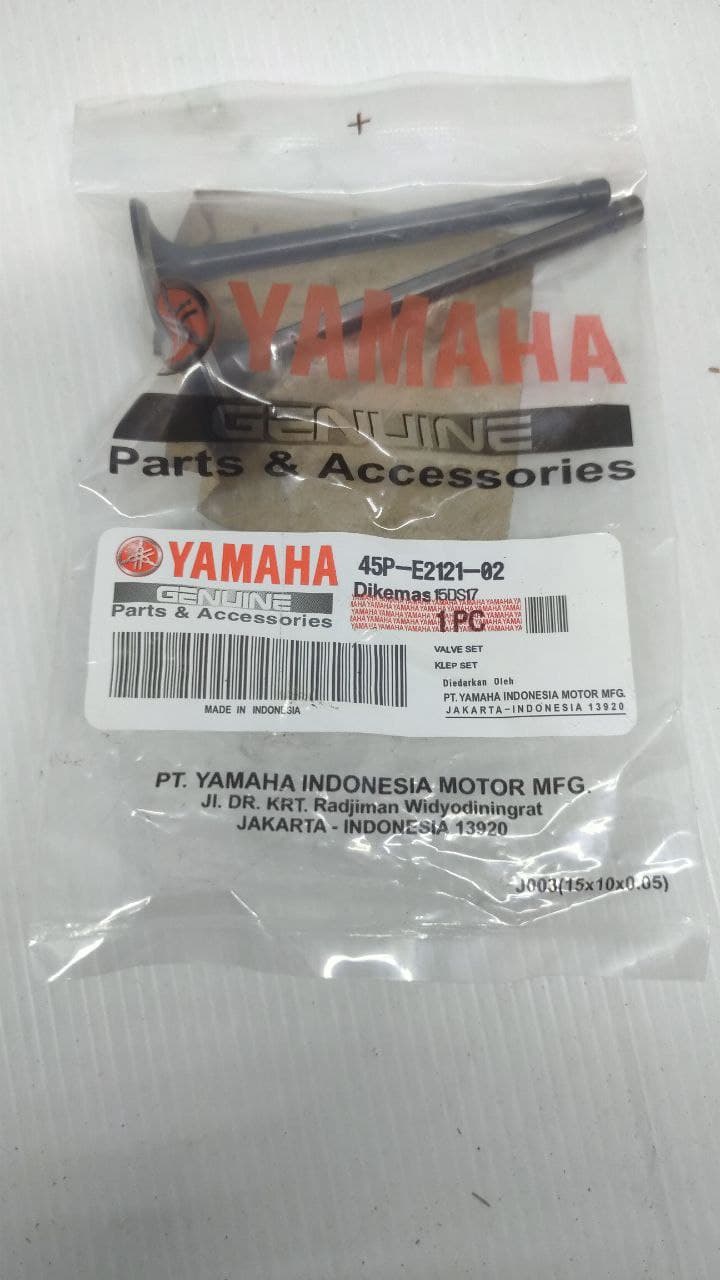 YAMAHA
GENUINE
Parts & Accessories
YAMAHA
GENUINE
Parts & Accessories
45P-E2121-02
Dikemas 15DS17
1 PC
VALVE SET
KLEP SET
Diedarkan Oleh
PT. YAMAHA INDONESIA MOTOR MFG.
JAKARTA-INDONESIA 13920
MADE IN INDONESIA
PT. YAMAHA INDONESIA MOTOR MFG.
Jl. DR. KRT. Radjiman Widyodiningrat
JAKARTA - INDONESIA 13920
J003(15x10x0.05)